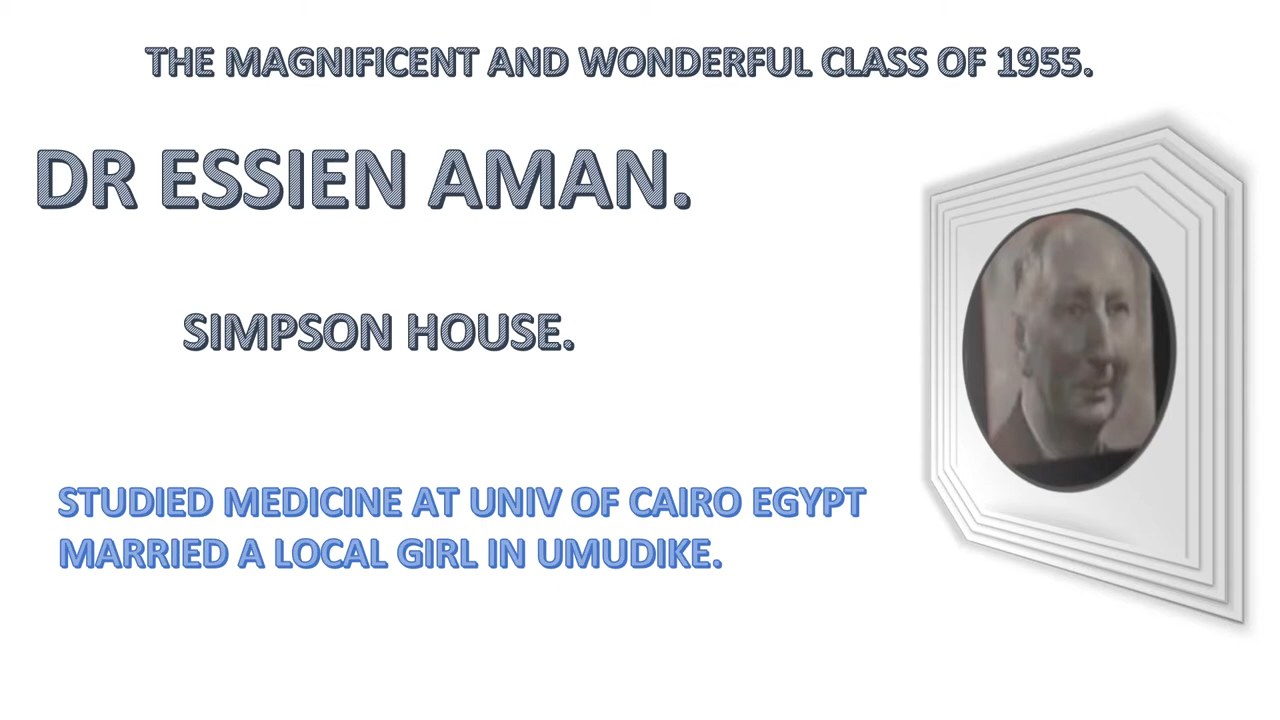 THE MAGNIFICENT AND WONDERFUL CLASS OF 1955.
DR ESSIEN AMAN.
SIMPSON HOUSE.
STUDIED MEDICINE AT UNIV OF CAIRO EGYPT
MARRIED A LOCAL GIRL IN UMUDIKE.